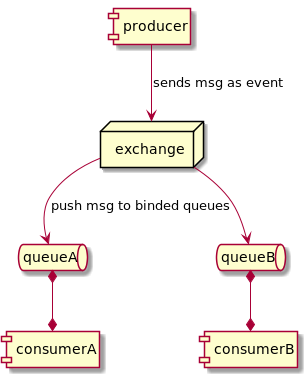 producer
sends msg as event
exchange
push msg to binded queues
queueA
queueB
consumerA
consumerB